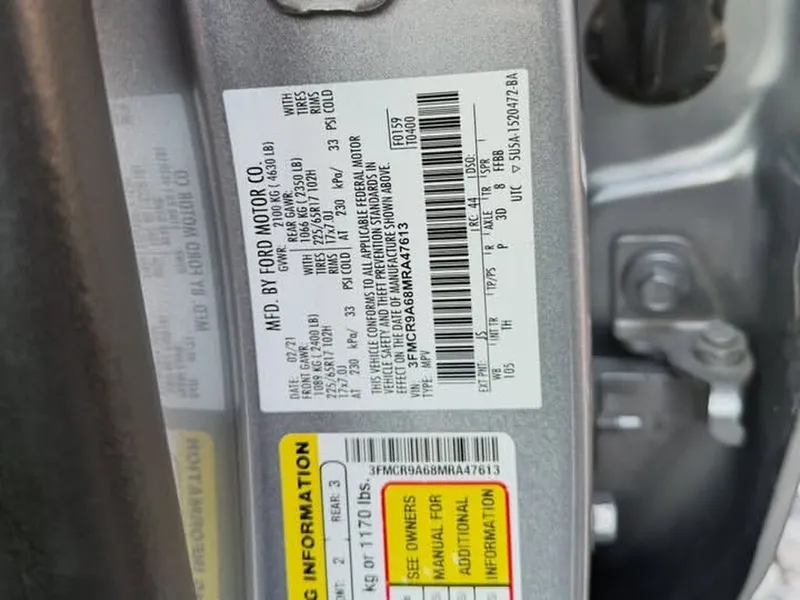 MFD. BY FORD MOTOR CO.
DATE: 02/21 GVWR: 2100 KG ( 4630 LB)
FRONT GAWR: WITH REAR GAWR: WITH
1089 KG ( 2400 LB) TIRES 1066 KG ( 2350 LB) TIRES
225/65R17 102H RIMS 225/65R17 102H RIMS
17x7.0J PSI COLD 17x7.0J PSI COLD
AT 230 kPa/ 33 AT 230 kPa/ 33
THIS VEHICLE CONFORMS TO ALL APPLICABLE FEDERAL MOTOR
VEHICLE SAFETY AND THEFT PREVENTION STANDARDS IN
EFFECT ON THE DATE OF MANUFACTURE SHOWN ABOVE.
VIN: 3FMCR9A68MRA47613 F0159
TYPE: MPV T0400
EXT PNT: JS RC: 44 DSO:
WB INT TR TP/PS R AXLE TR SPR
105 TH P 3D 8 FFBB
UTC ▽ 5U5A-1520472-BA
3FMCR9A68MRA47613
G INFORMATION
NT: 2 REAR: 3
kg or 1170 lbs.
SEE OWNERS
MANUAL FOR
ADDITIONAL
INFORMATION